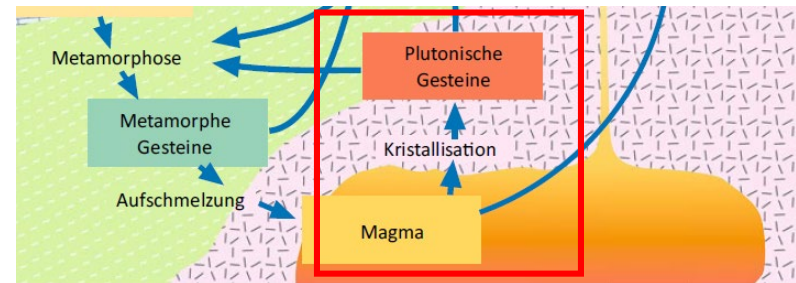 Metamorphose
Plutonische
Gesteine
Metamorphe
Gesteine
Kristallisation
Aufschmelzung
Magma